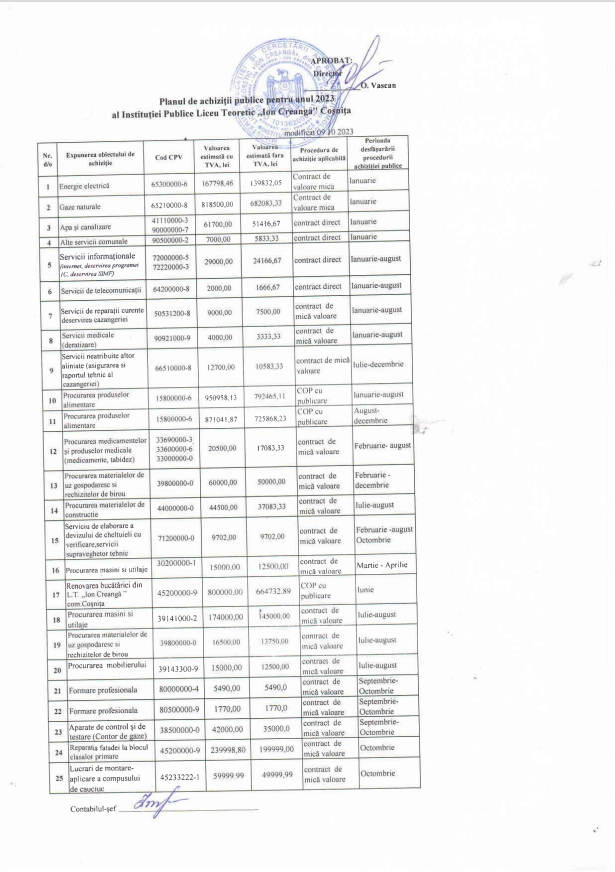 APROBAT:
Director
O. Vascan
Planul de achiziții publice pentru anul 2023
al Instituției Publice Liceu Teoretic „Ion Creangă" Coșnița
modificat 09.10.2023
Nr. d/o | Expunerea obiectului de achiziție | Cod CPV | Valoarea estimată cu TVA, lei | Valoarea estimată fara TVA, lei | Procedura de achiziție aplicabilă | Perioada desfășurării procedurii achiziției publice
1 | Energie electrică | 65300000-6 | 167798,46 | 139832,05 | Contract de valoare mica | Ianuarie
2 | Gaze naturale | 65210000-8 | 818500,00 | 682083,33 | Contract de valoare mica | Ianuarie
3 | Apa și canalizare | 41110000-3 90000000-7 | 61700,00 | 51416,67 | contract direct | Ianuarie
4 | Alte servicii comunale | 90500000-2 | 7000,00 | 5833,33 | contract direct | Ianuarie
5 | Servicii informaționale (internet, deservirea programei 1C, deservirea SIMF) | 72000000-5 72220000-3 | 29000,00 | 24166,67 | contract direct | Ianuarie-august
6 | Servicii de telecomunicații | 64200000-8 | 2000,00 | 1666,67 | contract direct | Ianuarie-august
7 | Servicii de reparații curente deservirea cazangeriei | 50531200-8 | 9000,00 | 7500,00 | contract de mică valoare | Ianuarie-august
8 | Servicii medicale (deratizare) | 90921000-9 | 4000,00 | 3333,33 | contract de mică valoare | Ianuarie-august
9 | Servicii neatribuite altor aliniate (asigurarea si raportul tehnic al cazangeriei) | 66510000-8 | 12700,00 | 10583,33 | contract de mică valoare | Iulie-decembrie
10 | Procurarea produselor alimentare | 15800000-6 | 950958,13 | 792465,11 | COP cu publicare | Ianuarie-august
11 | Procurarea produselor alimentare | 15800000-6 | 871041,87 | 725868,23 | COP cu publicare | August-decembrie
12 | Procurarea medicamentelor și produselor medicale (medicamente, tabidez) | 33690000-3 33600000-6 33000000-0 | 20500,00 | 17083,33 | contract de mică valoare | Februarie- august
13 | Procurarea materialelor de uz gospodaresc si rechizitelor de birou | 39800000-0 | 60000,00 | 50000,00 | contract de mică valoare | Februarie - decembrie
14 | Procurarea materialelor de constructie | 44000000-0 | 44500,00 | 37083,33 | contract de mică valoare | Iulie-august
15 | Serviciu de elaborare a devizului de cheltuieli cu verificare,servicii supraveghetor tehnic | 71200000-0 | 9702,00 | 9702,00 | contract de mică valoare | Februarie -august Octombrie
16 | Procurarea masini si utilaje | 30200000-1 | 15000,00 | 12500,00 | contract de mică valoare | Martie - Aprilie
17 | Renovarea bucătărici din L.T. „Ion Creangă " com.Coșnița | 45200000-9 | 800000,00 | 664732,89 | COP cu publicare | Iunie
18 | Procurarea masini si utilaje | 39141000-2 | 174000,00 | 145000,00 | contract de mică valoare | Iulie-august
19 | Procurarea materialelor de uz gospodaresc si rechizitelor de birou | 39800000-0 | 16500,00 | 13750,00 | contract de mică valoare | Iulie-august
20 | Procurarea mobilierului | 39143300-9 | 15000,00 | 12500,00 | contract de mică valoare | Iulie-august
21 | Formare profesionala | 80000000-4 | 5490,00 | 5490,0 | contract de mică valoare | Septembrie-Octombrie
22 | Formare profesionala | 80500000-9 | 1770,00 | 1770,0 | contract de mică valoare | Septembrie-Octombrie
23 | Aparate de control și de testare (Contor de gaze) | 38500000-0 | 42000,00 | 35000,0 | contract de mică valoare | Septembrie-Octombrie
24 | Reparația fatadei la blocul clasalor primare | 45200000-9 | 239998,80 | 199999,00 | contract de mică valoare | Octombrie
25 | Lucrari de montare-aplicare a compusului de cauciuc | 45233222-1 | 59999,99 | 49999,99 | contract de mică valoare | Octombrie
Contabilul-șef